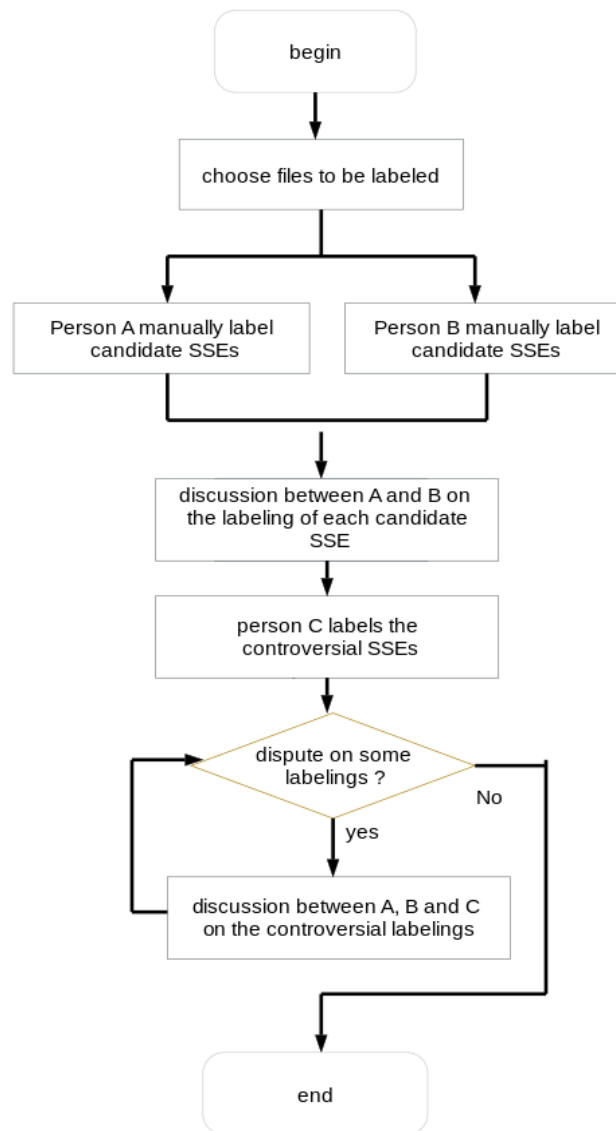 begin
choose files to be labeled
Person A manually label
candidate SSEs
Person B manually label
candidate SSEs
discussion between A and B on
the labeling of each candidate
SSE
person C labels the
controversial SSEs
dispute on some
labelings ?
No
yes
discussion between A, B and C
on the controversial labelings
end